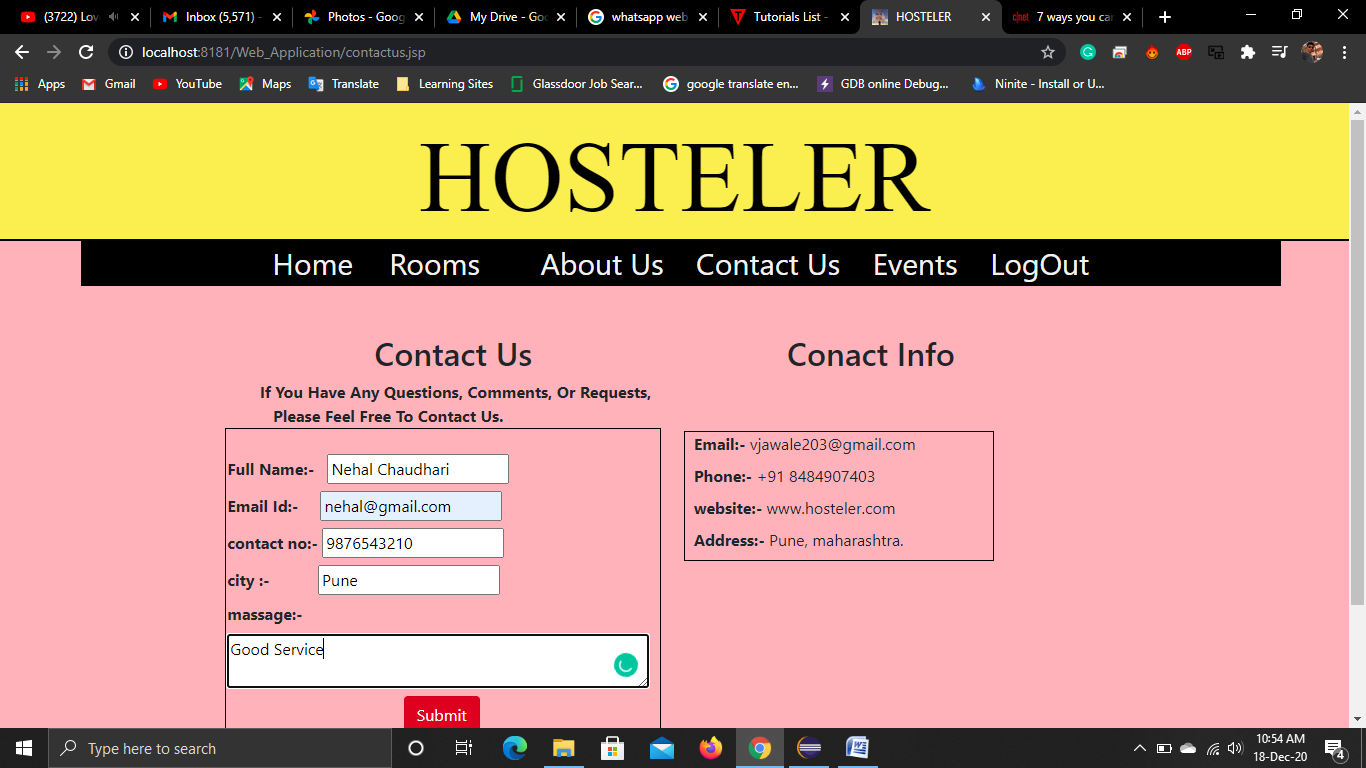 (3722) Lov
Inbox (5,571) -
Photos - Goog
My Drive - Goo
whatsapp web
Tutorials List -
HOSTELER
c|net 7 ways you can
localhost:8181/Web_Application/contactus.jsp
ABP
Apps Gmail YouTube Maps Translate Learning Sites Glassdoor Job Sear... google translate en... GDB online Debug... Ninite - Install or U...
HOSTELER
Home Rooms About Us Contact Us Events LogOut
Contact Us
If You Have Any Questions, Comments, Or Requests,
Please Feel Free To Contact Us.
Full Name:- Nehal Chaudhari
Email Id:- nehal@gmail.com
contact no:- 9876543210
city :- Pune
massage:-
Good Service
Submit
Conact Info
Email:- vjawale203@gmail.com
Phone:- +91 8484907403
website:- www.hosteler.com
Address:- Pune, maharashtra.
Type here to search
10:54 AM
18-Dec-20
4